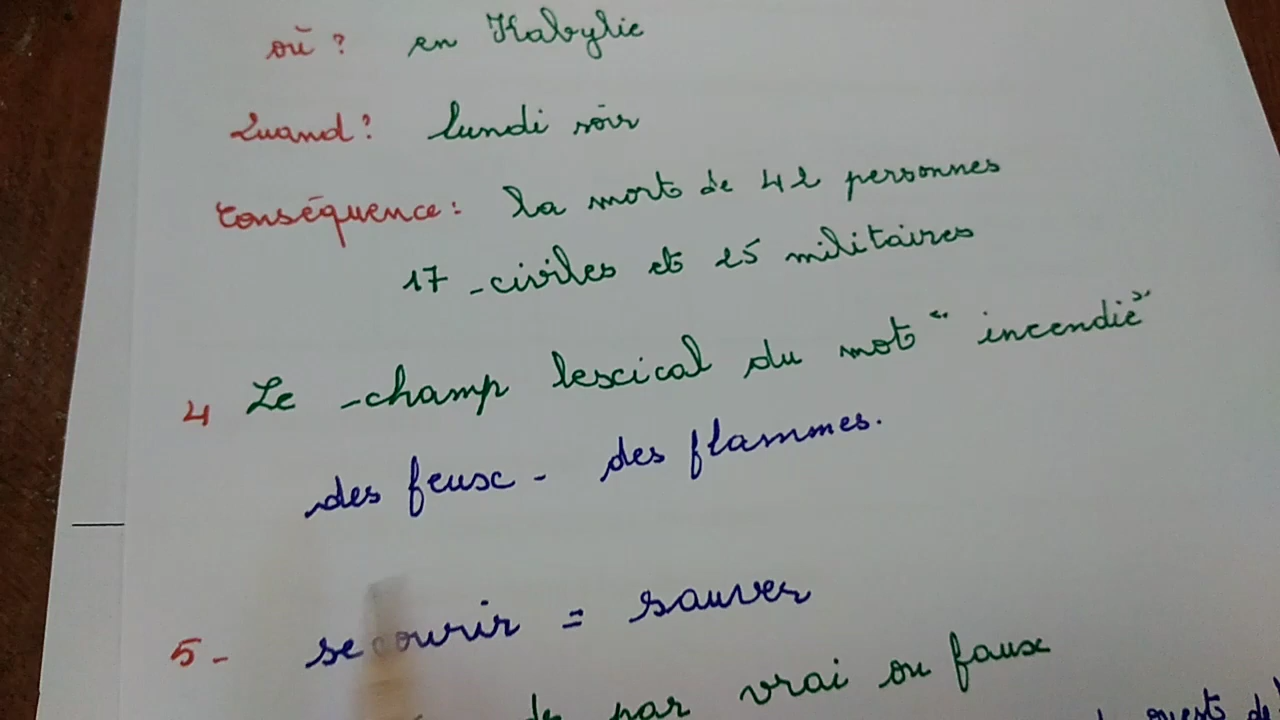 où ? en Kabylie
Quand ? lundi soir
Conséquence : la mort de 42 personnes
17 civiles et 25 militaires
4 Le champ lexical du mot " incendie"
des feux - des flammes.
5 - secourir = sauver
par vrai ou faux